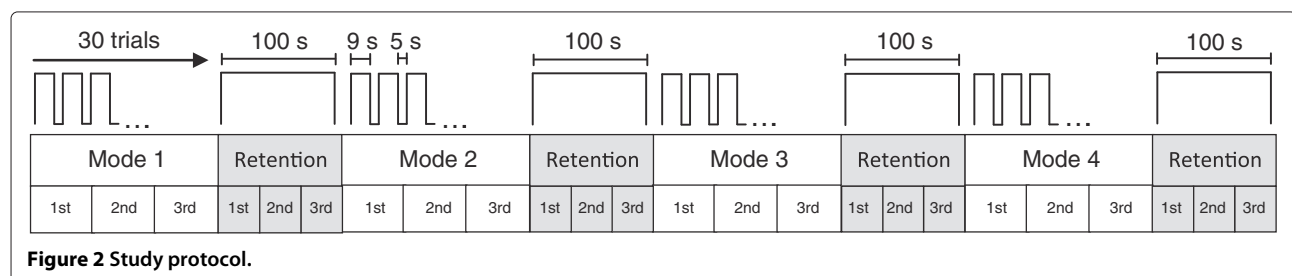 30 trials 100 s 9 s 5 s 100 s 100 s 100 s
... ... ... ...
Mode 1 Retention Mode 2 Retention Mode 3 Retention Mode 4 Retention
1st 2nd 3rd 1st 2nd 3rd 1st 2nd 3rd 1st 2nd 3rd 1st 2nd 3rd 1st 2nd 3rd 1st 2nd 3rd 1st 2nd 3rd
Figure 2 Study protocol.